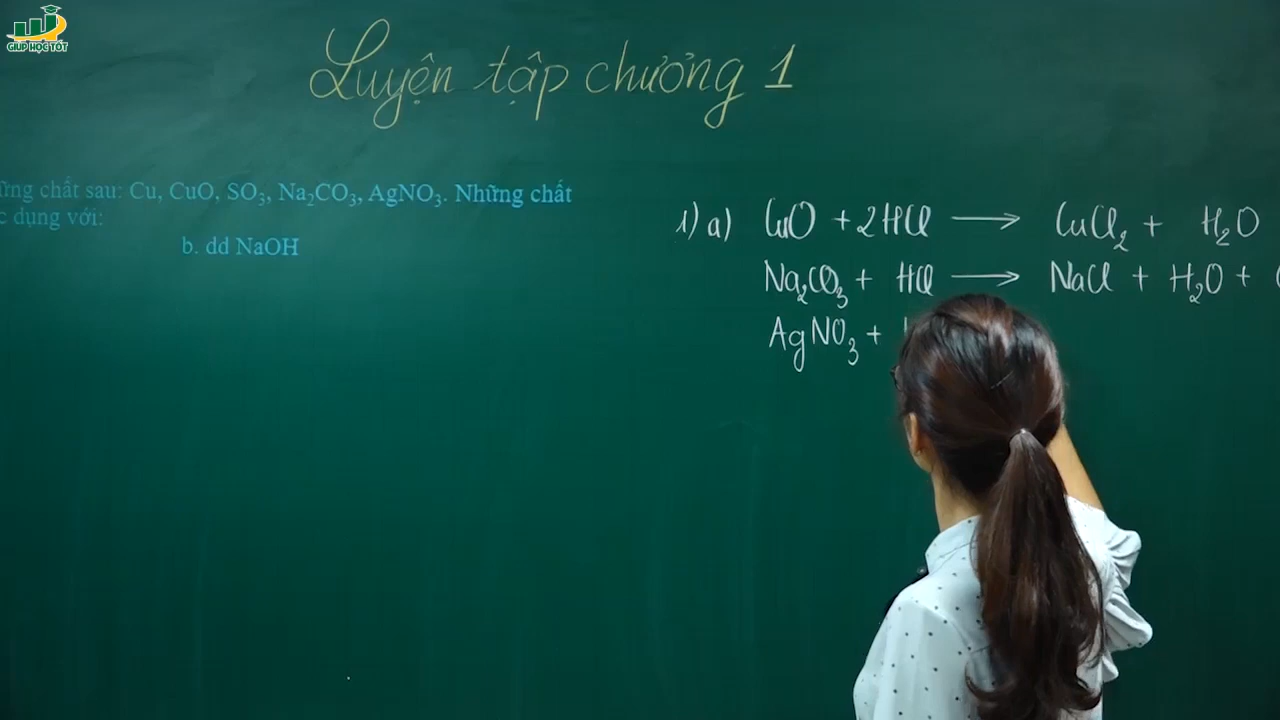 GIÚP HỌC TỐT
Luyện tập chương 1
ững chất sau: Cu, CuO, SO₃, Na₂CO₃, AgNO₃. Những chất
c dụng với:
b. dd NaOH
1) a) CuO + 2HCl ⟶ CuCl₂ + H₂O
Na₂CO₃ + HCl ⟶ NaCl + H₂O +
AgNO₃ +